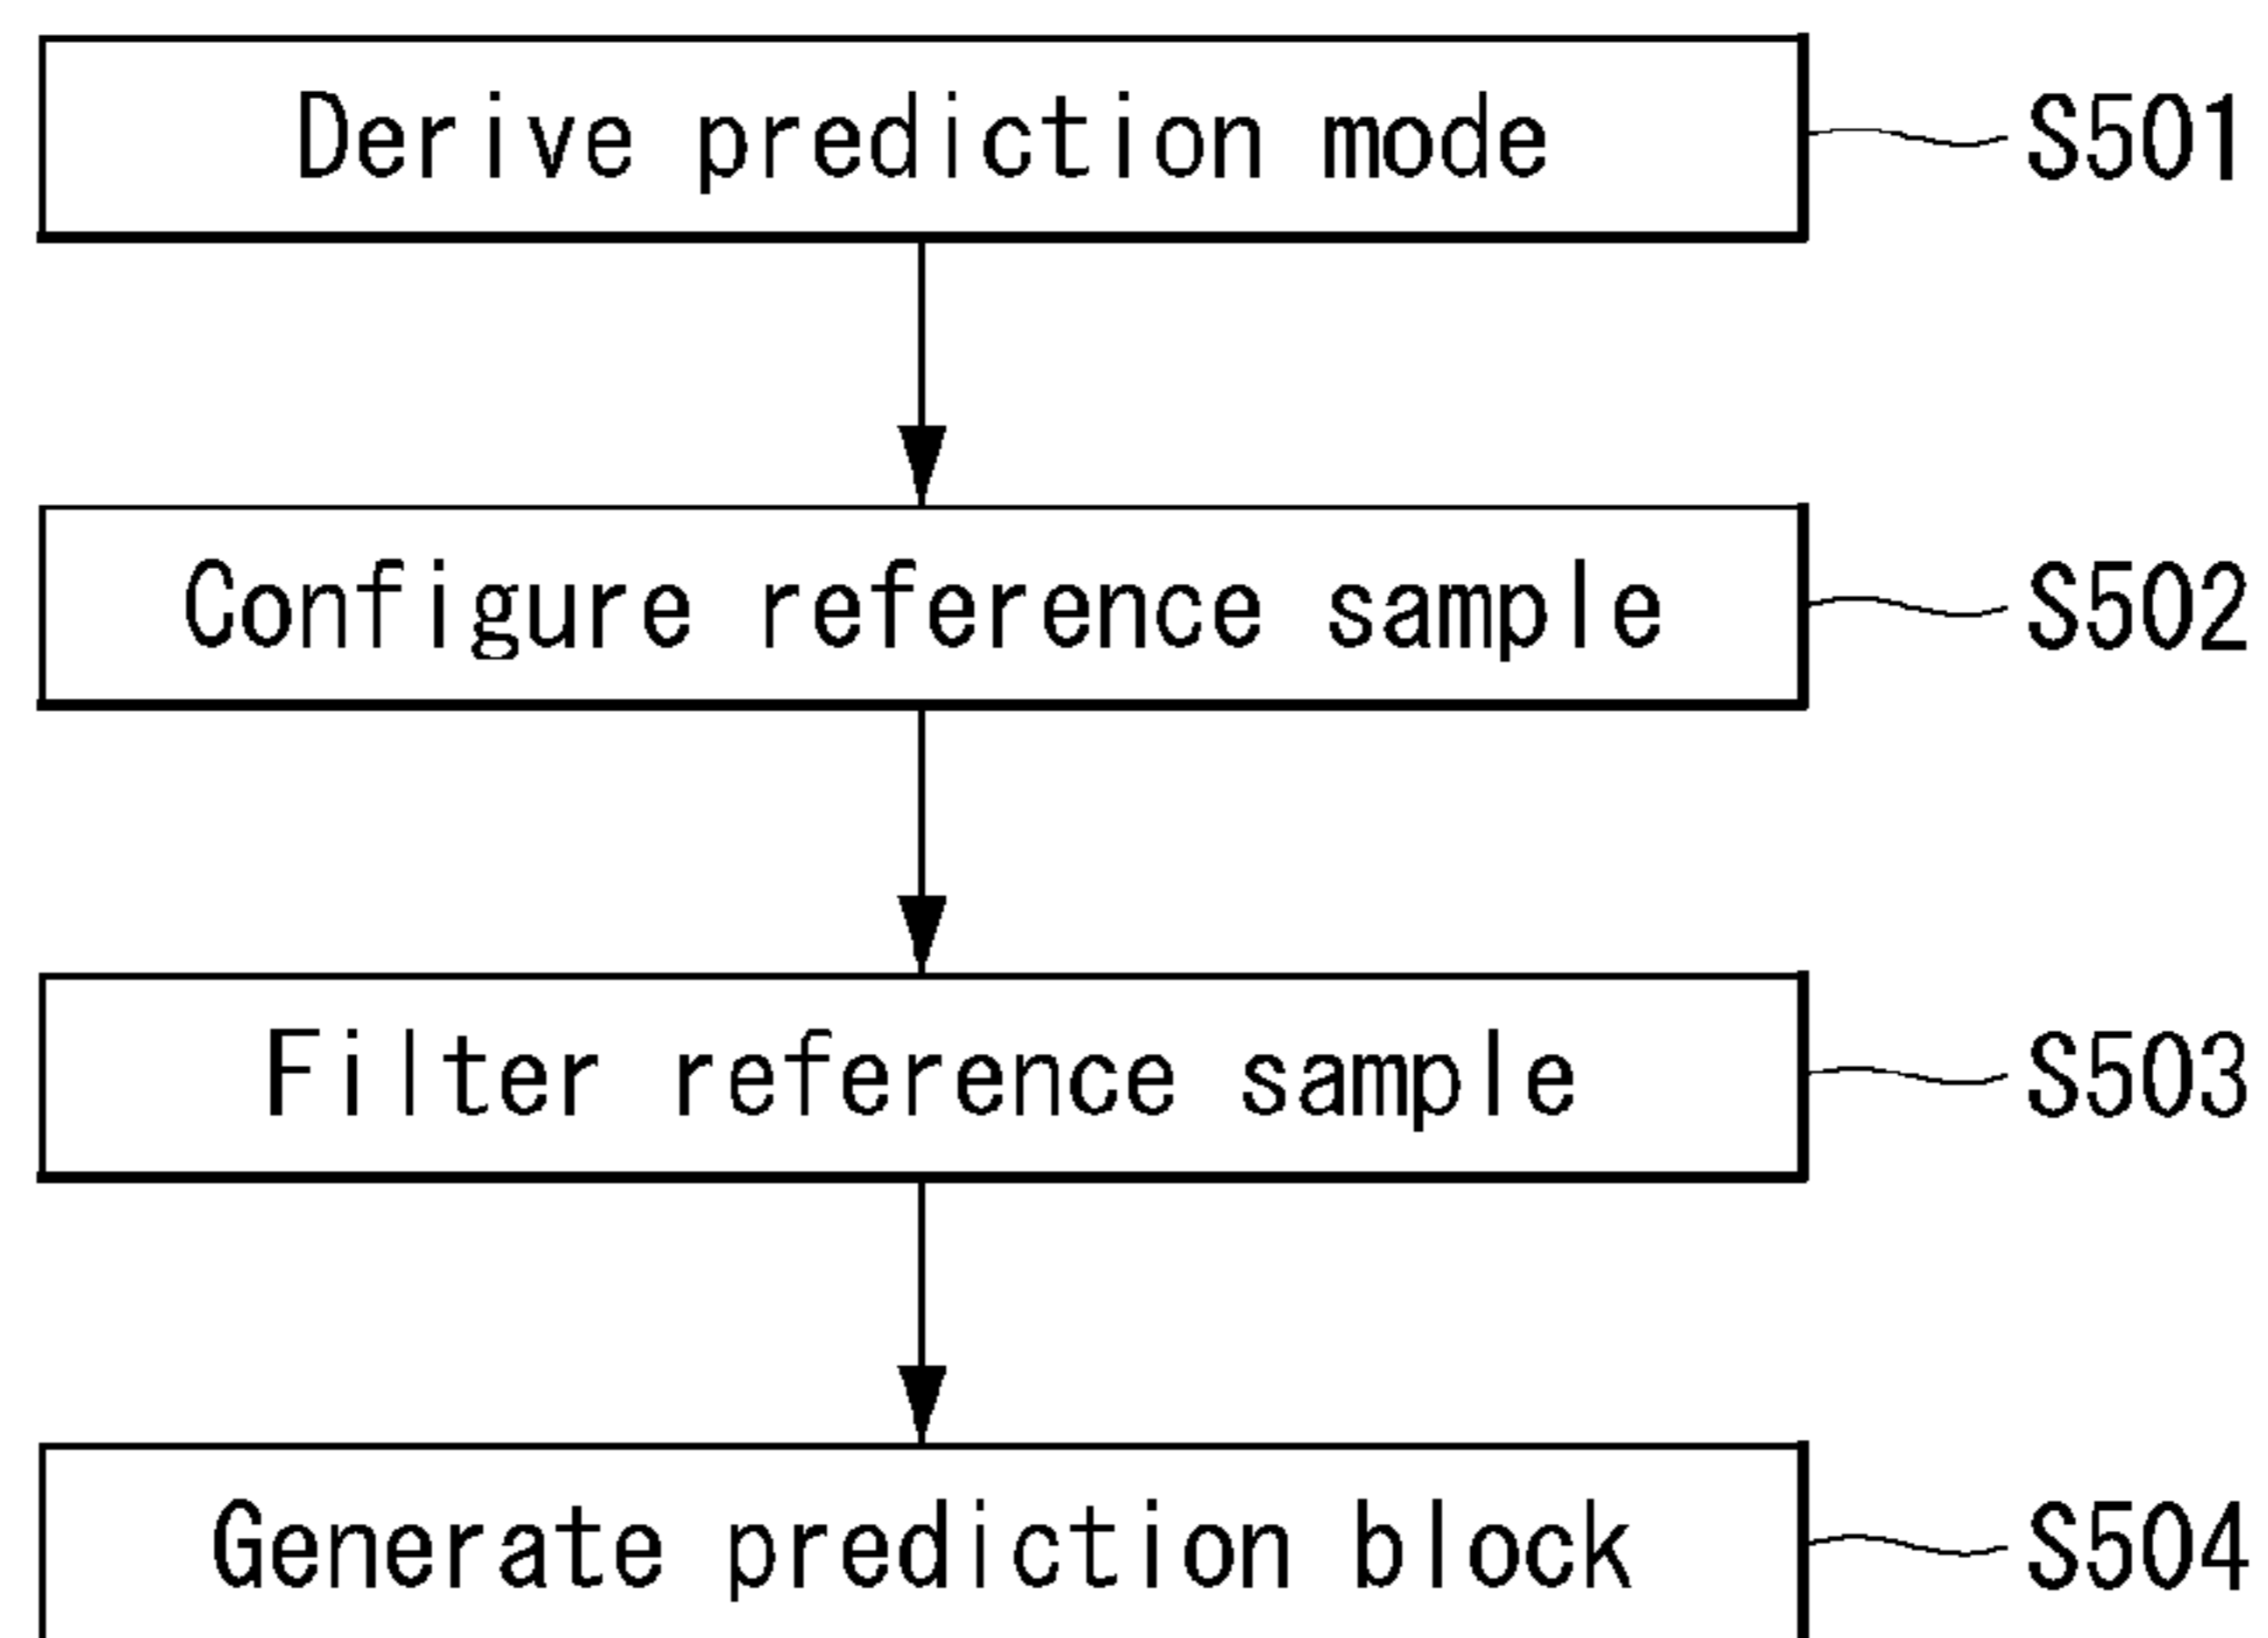 Derive prediction mode S501
Configure reference sample S502
Filter reference sample S503
Generate prediction block S504